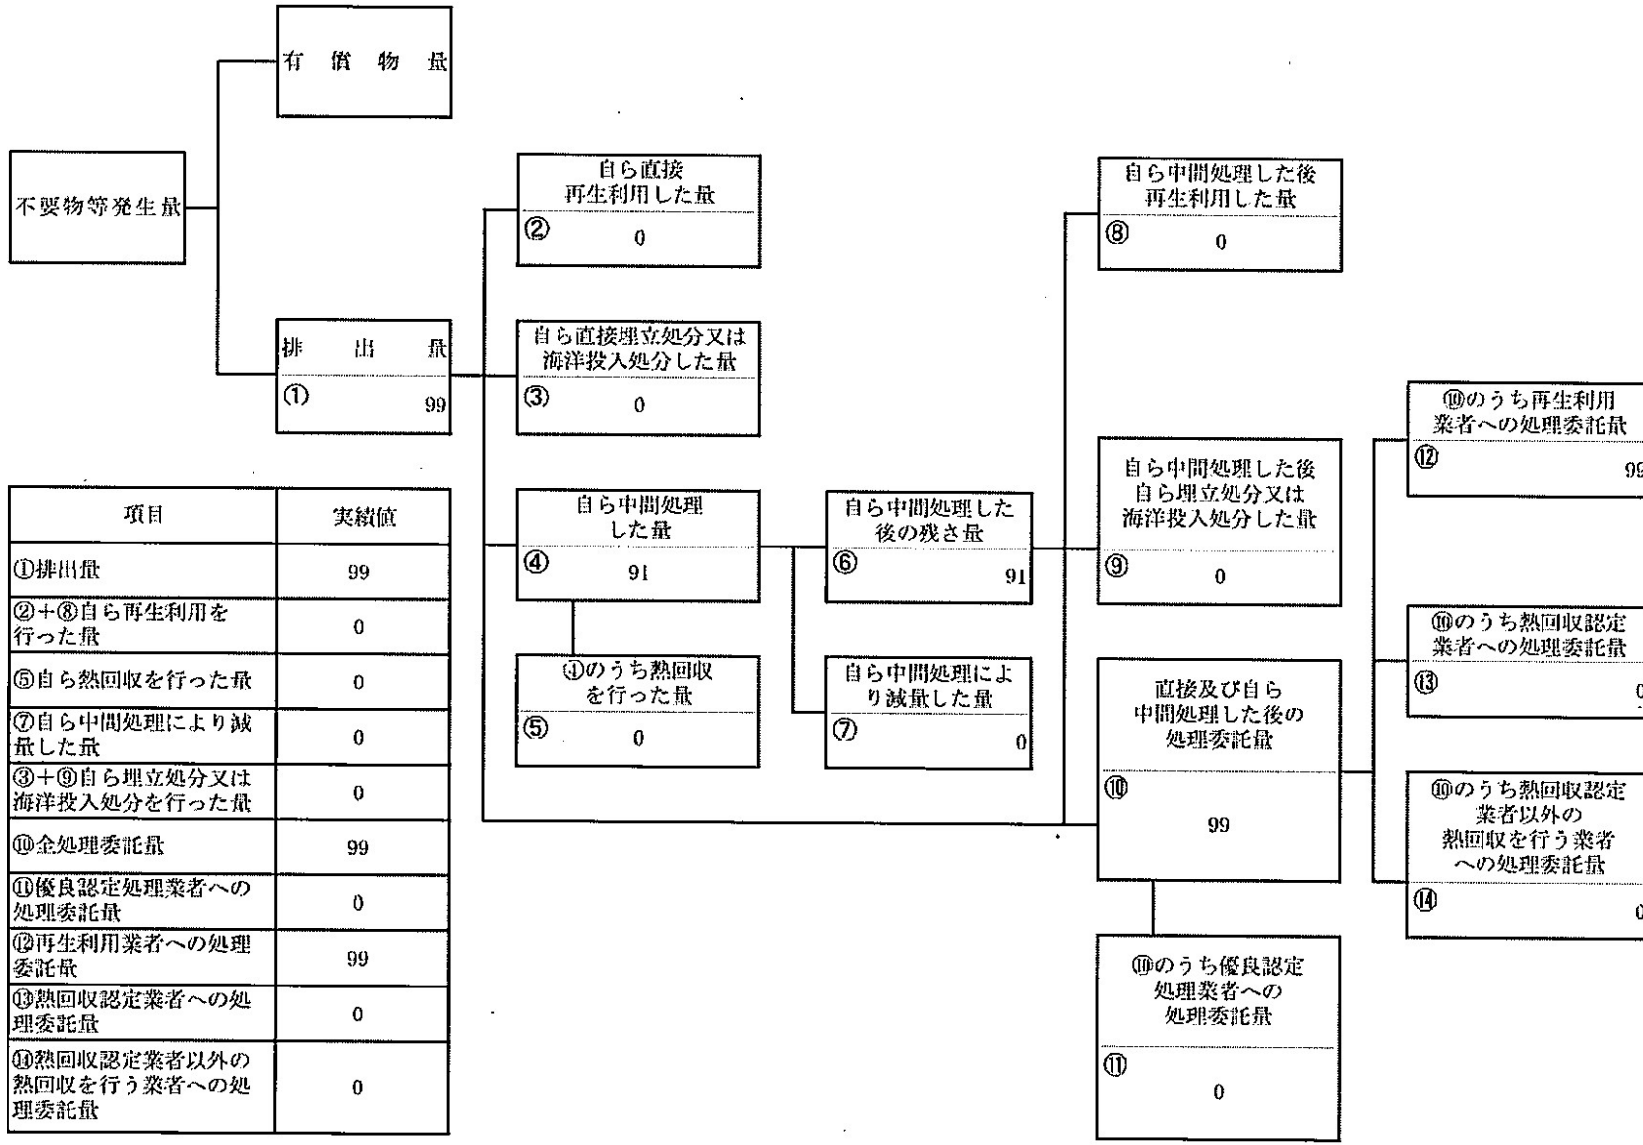 有償物量
不要物等発生量
排出量
①
99
自ら直接
再生利用した量
②
0
自ら直接埋立処分又は
海洋投入処分した量
③
0
自ら中間処理
した量
④
91
④のうち熱回収
を行った量
⑤
0
自ら中間処理した
後の残さ量
⑥
91
自ら中間処理によ
り減量した量
⑦
0
自ら中間処理した後
再生利用した量
⑧
0
自ら中間処理した後
自ら埋立処分又は
海洋投入処分した量
⑨
0
直接及び自ら
中間処理した後の
処理委託量
⑩
99
⑩のうち優良認定
処理業者への
処理委託量
⑪
0
⑩のうち再生利用
業者への処理委託量
⑫
99
⑩のうち熱回収認定
業者への処理委託量
⑬
0
⑩のうち熱回収認定
業者以外の
熱回収を行う業者
への処理委託量
⑭
0
項目 実績値
①排出量 99
②+⑧自ら再生利用を
行った量 0
⑤自ら熱回収を行った量 0
⑦自ら中間処理により減
量した量 0
③+⑨自ら埋立処分又は
海洋投入処分を行った量 0
⑩全処理委託量 99
⑪優良認定処理業者への
処理委託量 0
⑫再生利用業者への処理
委託量 99
⑬熱回収認定業者への処
理委託量 0
⑭熱回収認定業者以外の
熱回収を行う業者への処
理委託量 0